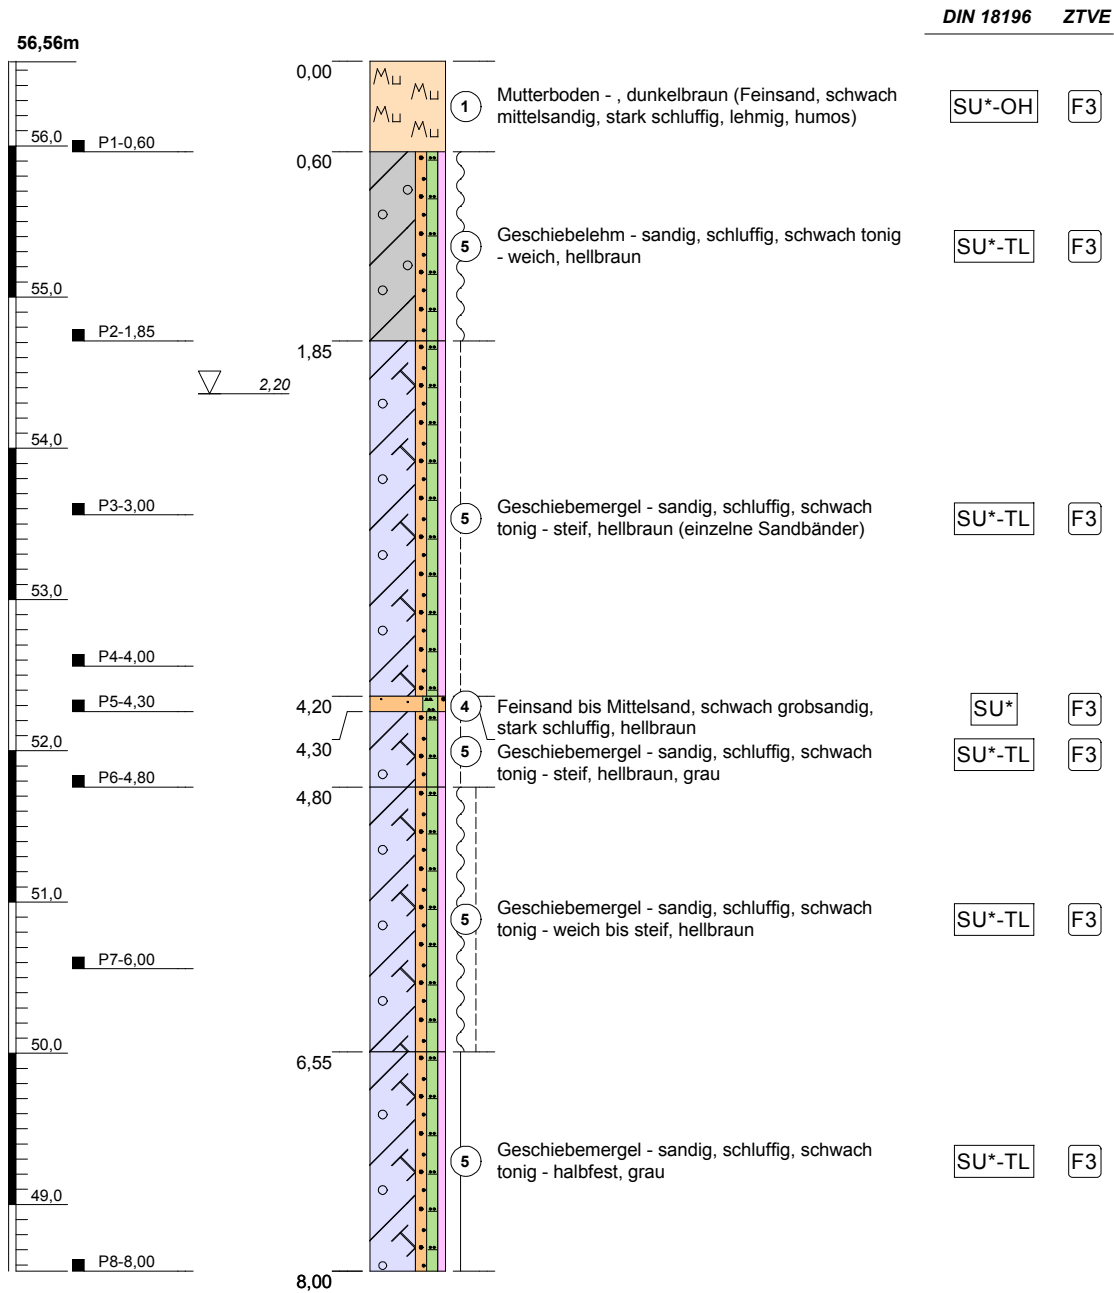 DIN 18196 ZTVE
56,56m
0,00
1 Mutterboden - , dunkelbraun (Feinsand, schwach
mittelsandig, stark schluffig, lehmig, humos)
SU*-OH F3
56,0 P1-0,60
0,60
5 Geschiebelehm - sandig, schluffig, schwach tonig
- weich, hellbraun
SU*-TL F3
55,0
P2-1,85
1,85
2,20
54,0
P3-3,00
5 Geschiebemergel - sandig, schluffig, schwach
tonig - steif, hellbraun (einzelne Sandbänder)
SU*-TL F3
53,0
P4-4,00
P5-4,30
4,20
4 Feinsand bis Mittelsand, schwach grobsandig,
stark schluffig, hellbraun
SU* F3
52,0
4,30
5 Geschiebemergel - sandig, schluffig, schwach
tonig - steif, hellbraun, grau
SU*-TL F3
P6-4,80
4,80
51,0
5 Geschiebemergel - sandig, schluffig, schwach
tonig - weich bis steif, hellbraun
SU*-TL F3
P7-6,00
50,0
6,55
5 Geschiebemergel - sandig, schluffig, schwach
tonig - halbfest, grau
SU*-TL F3
49,0
P8-8,00
8,00